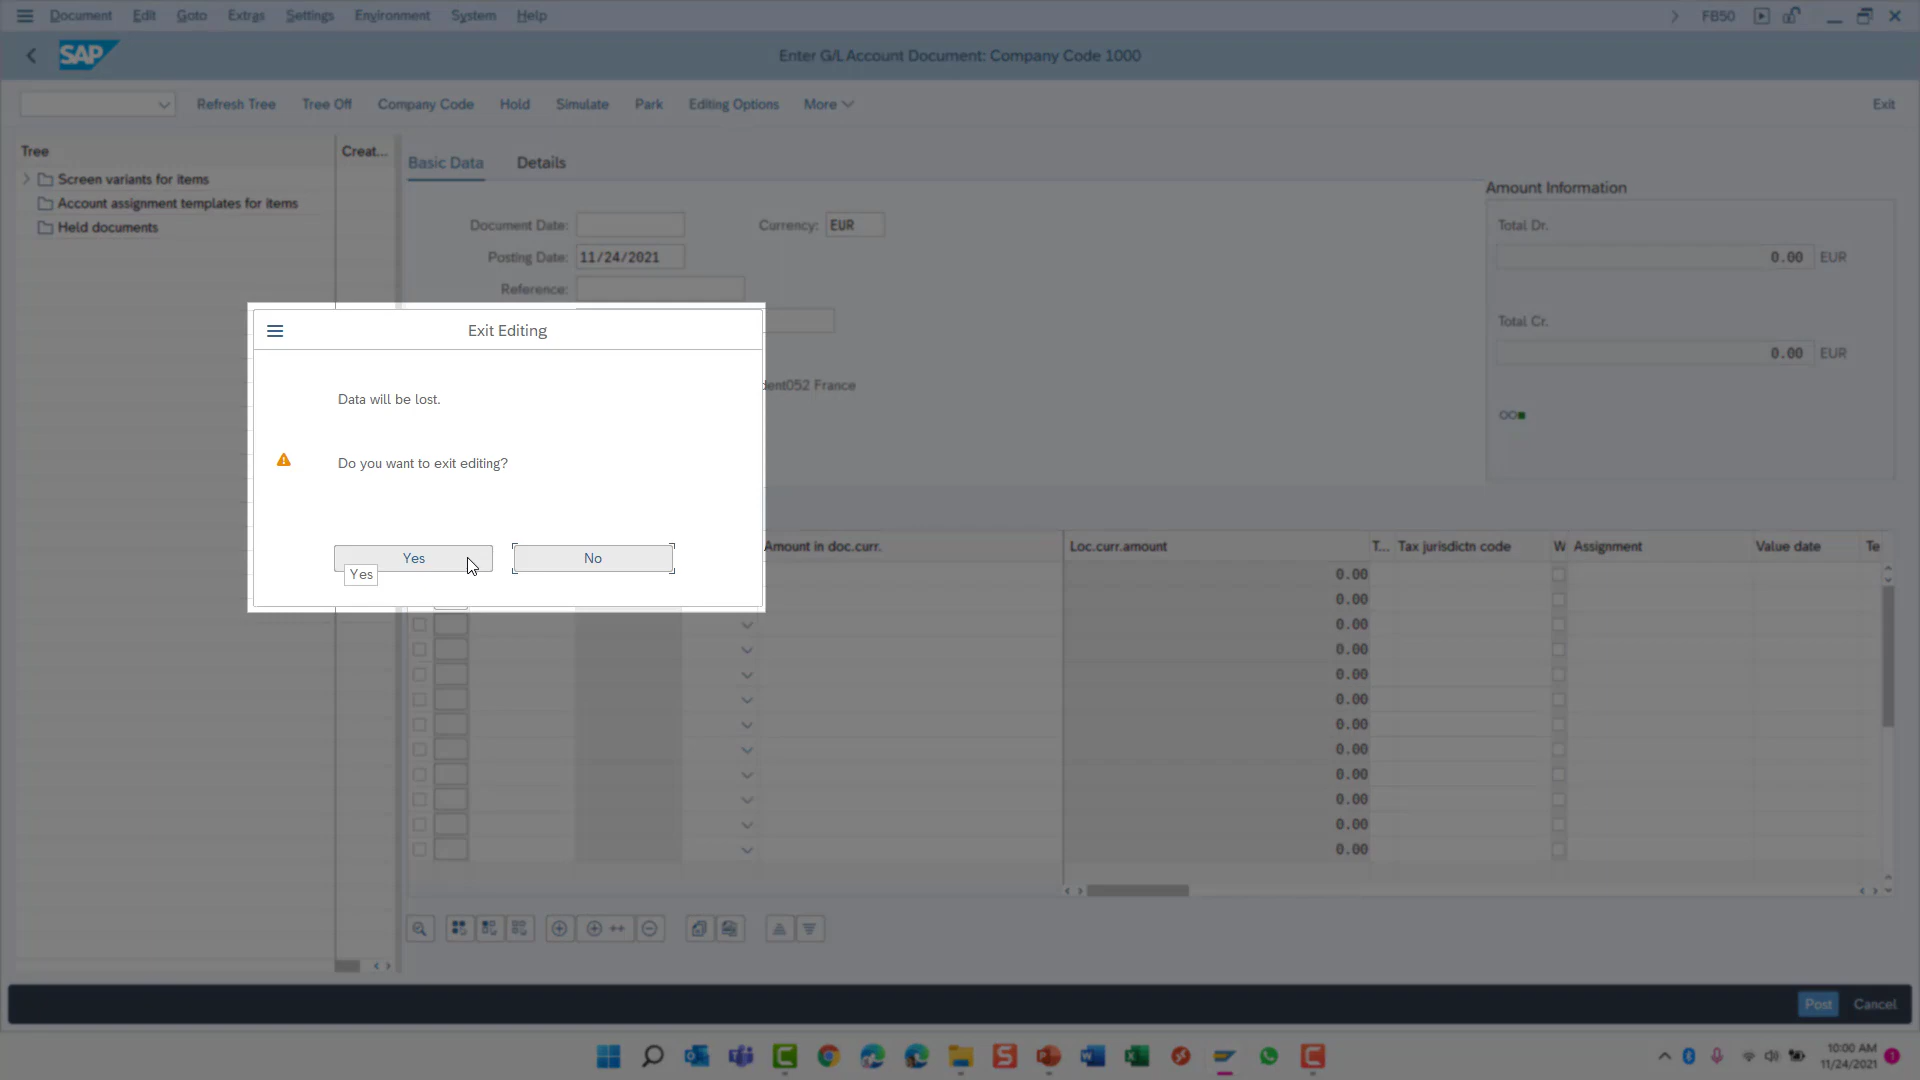 Document Edit Goto Extras Settings Environment System Help FB50
SAP Enter G/L Account Document: Company Code 1000
Refresh Tree Tree Off Company Code Hold Simulate Park Editing Options More Exit
Tree Creat...
Screen variants for items
Account assignment templates for items
Held documents
Basic Data Details
Amount Information
Document Date: Currency: EUR
Posting Date: 11/24/2021
Reference:
Total Dr.
0.00 EUR
Total Cr.
0.00 EUR
dent052 France
Exit Editing
Data will be lost.
Do you want to exit editing?
Yes No
Yes
Amount in doc.curr. Loc.curr.amount T... Tax jurisdictn code W Assignment Value date Te
0.00
0.00
0.00
0.00
0.00
0.00
0.00
0.00
0.00
0.00
0.00
0.00
Post Cancel
10:00 AM
11/24/2021
1